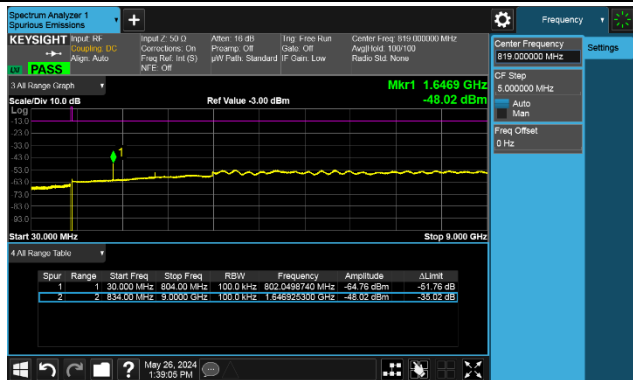 Spectrum Analyzer 1
Spurious Emissions
Frequency
KEYSIGHT Input: RF
Coupling: DC
Align: Auto
Input Z: 50 Ω
Corrections: On
Freq Ref: Int (S)
NFE: Off
Atten: 16 dB
Preamp: Off
µW Path: Standard
Trig: Free Run
Gate: Off
IF Gain: Low
Center Freq: 819.000000 MHz
Avg|Hold: 100/100
Radio Std: None
PASS
Center Frequency
819.000000 MHz
Settings
CF Step
5.000000 MHz
Auto
Man
Freq Offset
0 Hz
3 All Range Graph
Mkr1 1.6469 GHz
Scale/Div 10.0 dB
Ref Value -3.00 dBm
-48.02 dBm
Log
-13.0
-23.0
-33.0
-43.0
-53.0
-63.0
-73.0
-83.0
-93.0
1
Start 30.000 MHz
Stop 9.000 GHz
4 All Range Table
Spur Range Start Freq Stop Freq RBW Frequency Amplitude ΔLimit
1 1 30.000 MHz 804.00 MHz 100.0 kHz 802.0498740 MHz -64.76 dBm -51.76 dB
2 2 834.00 MHz 9.0000 GHz 100.0 kHz 1.646925300 GHz -48.02 dBm -35.02 dB
May 26, 2024
1:39:05 PM